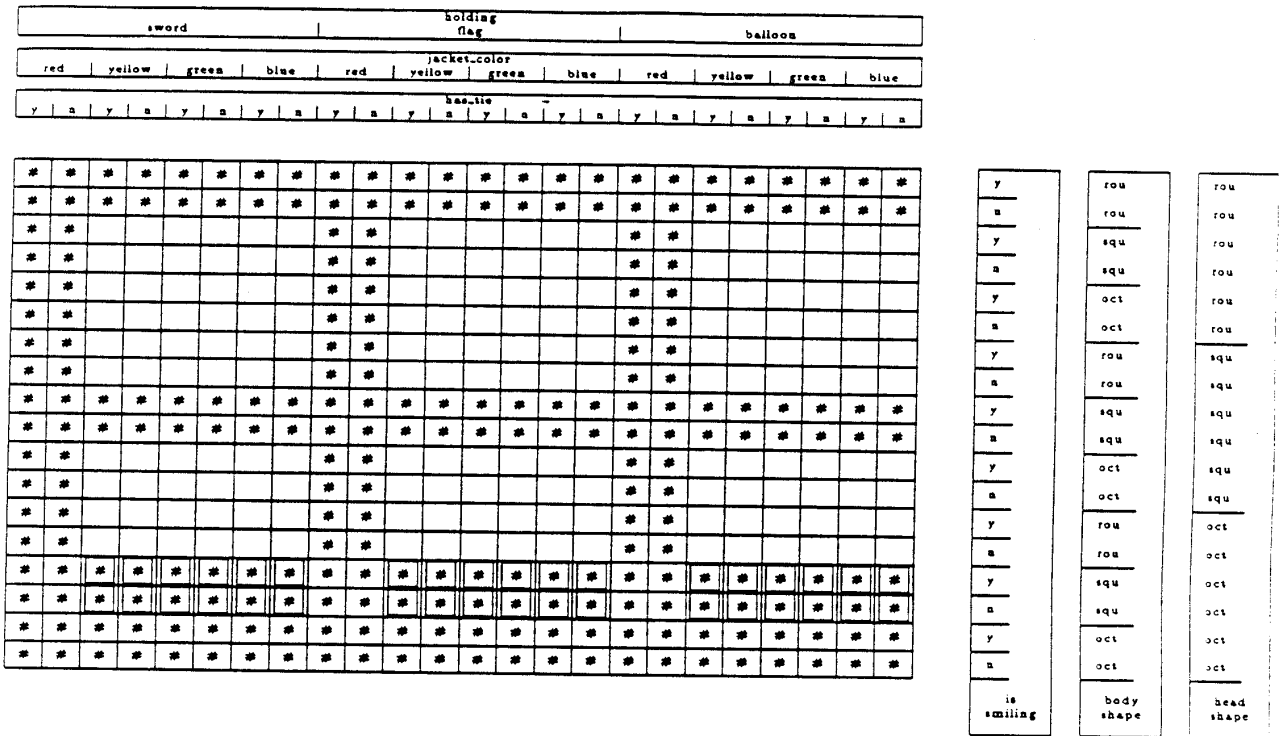 holding
sword | flag | balloon
jacket_color
red | yellow | green | blue | red | yellow | green | blue | red | yellow | green | blue
has_tie
y | n | y | n | y | n | y | n | y | n | y | n | y | n | y | n | y | n | y | n | y | n | y | n
# # # # # # # # # # # # # # # # # # # # # # # # y rou rou
# # # # # # # # # # # # # # # # # # # # # # # # n rou rou
# # # # # # y squ rou
# # # # # # n squ rou
# # # # # # y oct rou
# # # # # # n oct rou
# # # # # # y rou squ
# # # # # # n rou squ
# # # # # # # # # # # # # # # # # # # # # # # # y squ squ
# # # # # # # # # # # # # # # # # # # # # # # # n squ squ
# # # # # # y oct squ
# # # # # # n oct squ
# # # # # # y rou oct
# # # # # # n rou oct
# # # # # # # # # # # # # # # # # # # # # # # # y squ oct
# # # # # # # # # # # # # # # # # # # # # # # # n squ oct
# # # # # # # # # # # # # # # # # # # # # # # # y oct oct
# # # # # # # # # # # # # # # # # # # # # # # # n oct oct
is body head
smiling shape shape